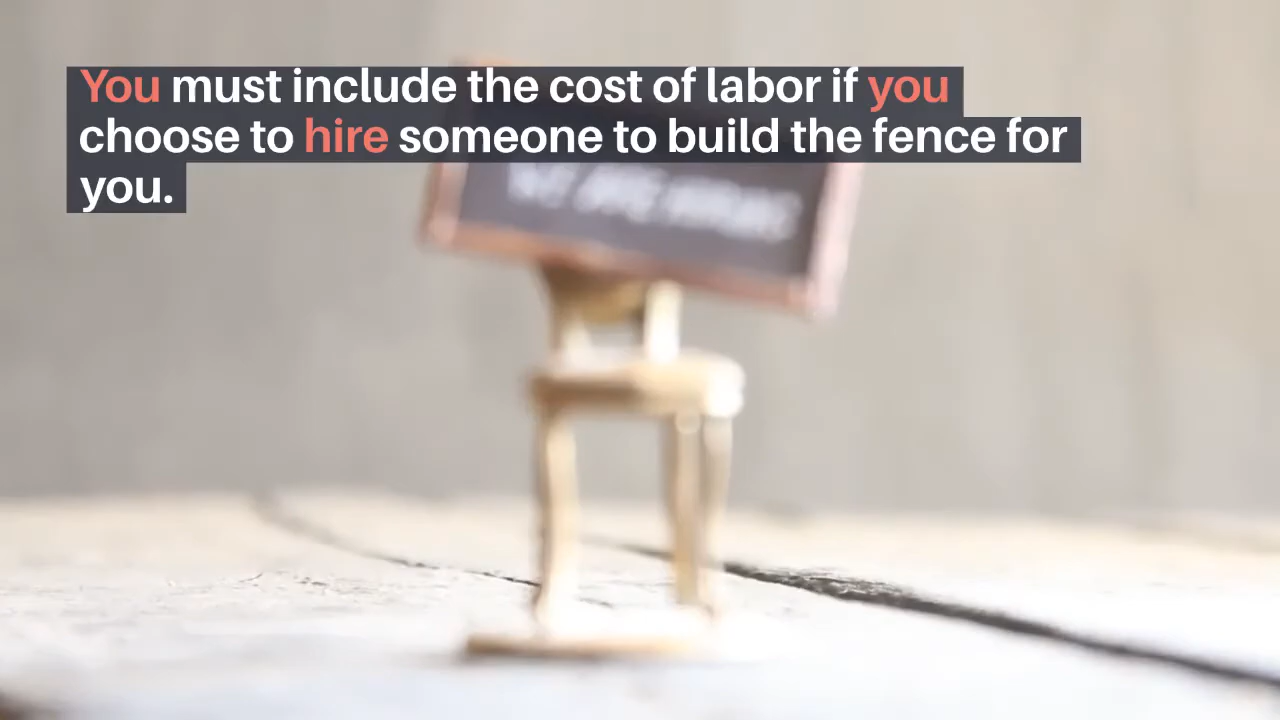 You must include the cost of labor if you
choose to hire someone to build the fence for
you.